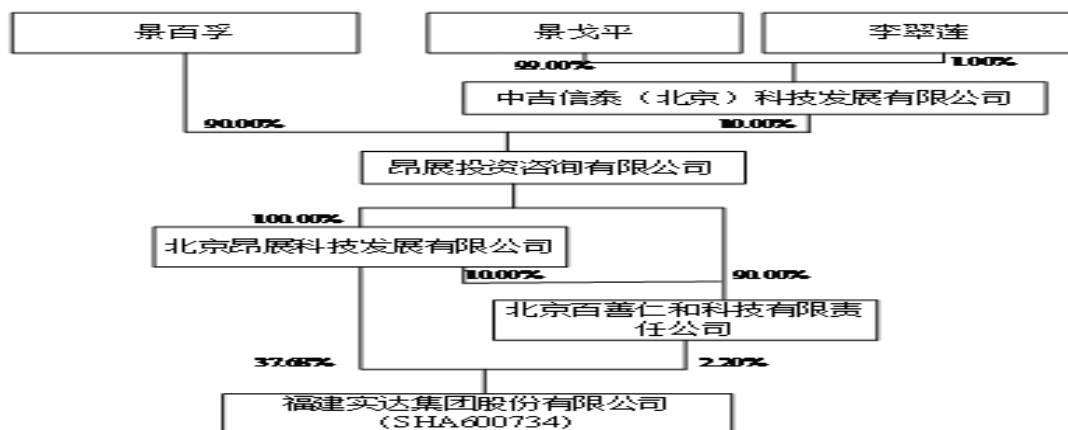 景百孚
景戈平
李翠莲
99.00%
1.00%
中吉信泰（北京）科技发展有限公司
90.00%
10.00%
昂展投资咨询有限公司
100.00%
北京昂展科技发展有限公司
10.00%
90.00%
北京百善仁和科技有限责
任公司
37.68%
2.20%
福建实达集团股份有限公司
(SHA600734)